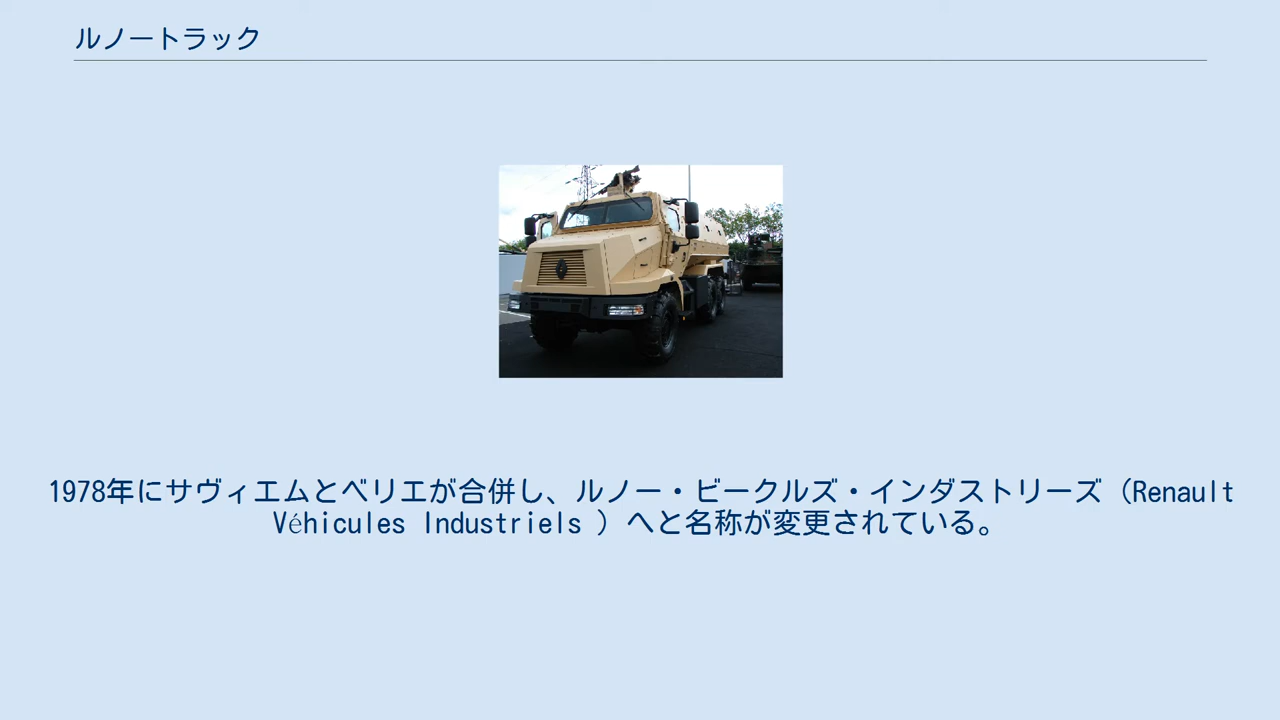 ルノートラック
1978年にサヴィエムとベリエが合併し、ルノー・ビークルズ・インダストリーズ（Renault
Véhicules Industriels ）へと名称が変更されている。